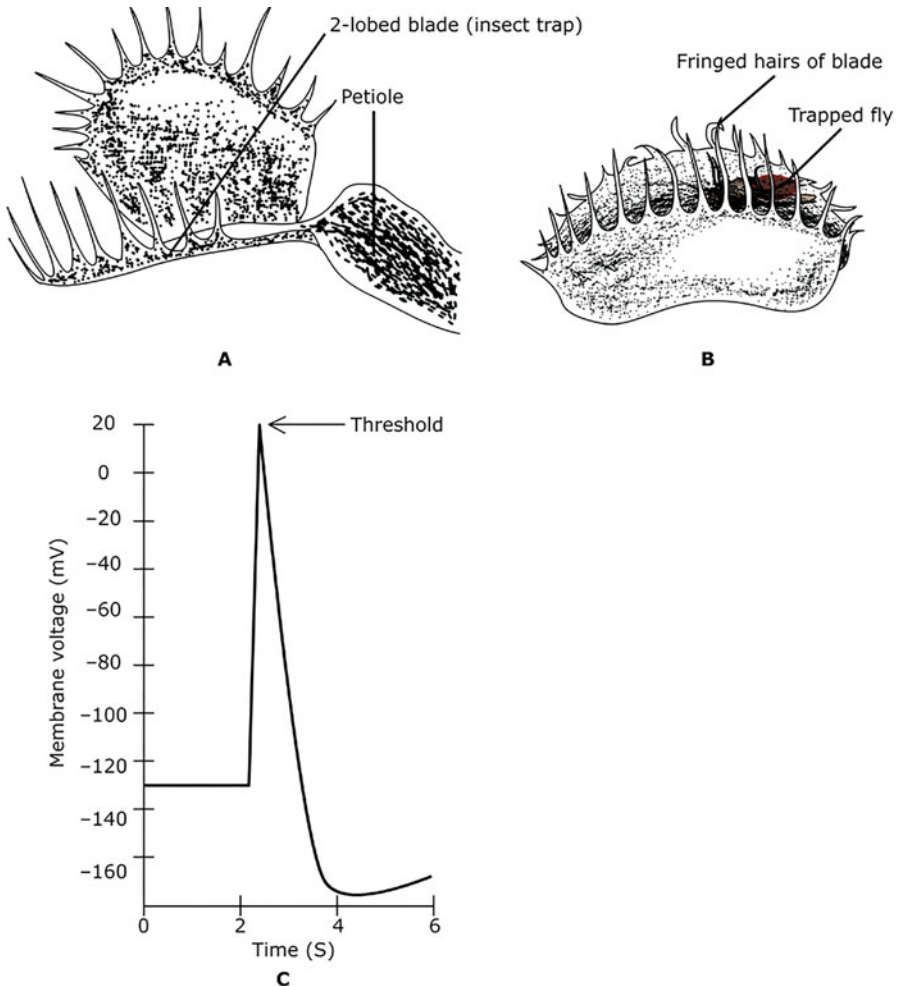 2-lobed blade (insect trap)
Petiole
Fringed hairs of blade
Trapped fly
A
B
20
Threshold
0
–20
–40
–60
–80
–100
–120
–140
–160
Membrane voltage (mV)
0 2 4 6
Time (S)
C